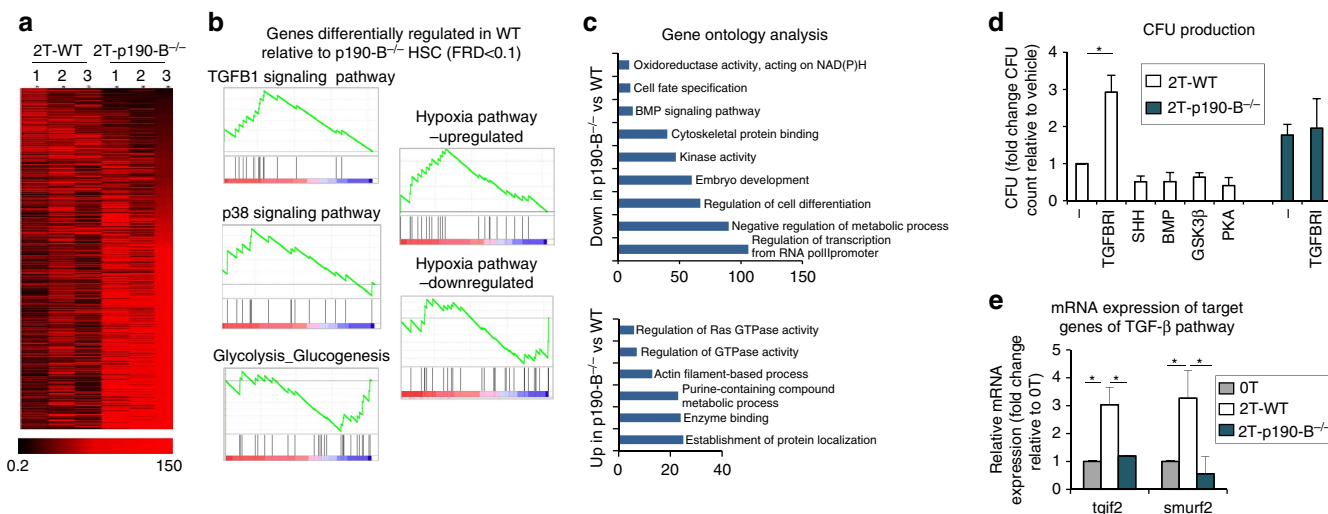 a
2T-WT 2T-p190-B–/–
1 2 3 1 2 3
0.2 150
b
Genes differentially regulated in WT
relative to p190-B–/– HSC (FRD<0.1)
TGFB1 signaling pathway
p38 signaling pathway
Glycolysis_Glucogenesis
Hypoxia pathway
–upregulated
Hypoxia pathway
–downregulated
c
Gene ontology analysis
Down in p190-B–/– vs WT
Oxidoreductase activity, acting on NAD(P)H
Cell fate specification
BMP signaling pathway
Cytoskeletal protein binding
Kinase activity
Embryo development
Regulation of cell differentiation
Negative regulation of metabolic process
Regulation of transcription
from RNA polIIpromoter
0 50 100 150
Up in p190-B–/– vs WT
Regulation of Ras GTPase activity
Regulation of GTPase activity
Actin filament-based process
Purine-containing compound
metabolic process
Enzyme binding
Establishment of protein localization
0 20 40
d
CFU production
CFU (fold change CFU
count relative to vehicle)
4
3
2
1
0
*
2T-WT
2T-p190-B–/–
–
TGFBRI
SHH
BMP
GSK3β
PKA
–
TGFBRI
e
mRNA expression of target
genes of TGF-β pathway
Relative mRNA
expression (fold change
relative to 0T)
5
4
3
2
1
0
* * * *
0T
2T-WT
2T-p190-B–/–
tgif2 smurf2